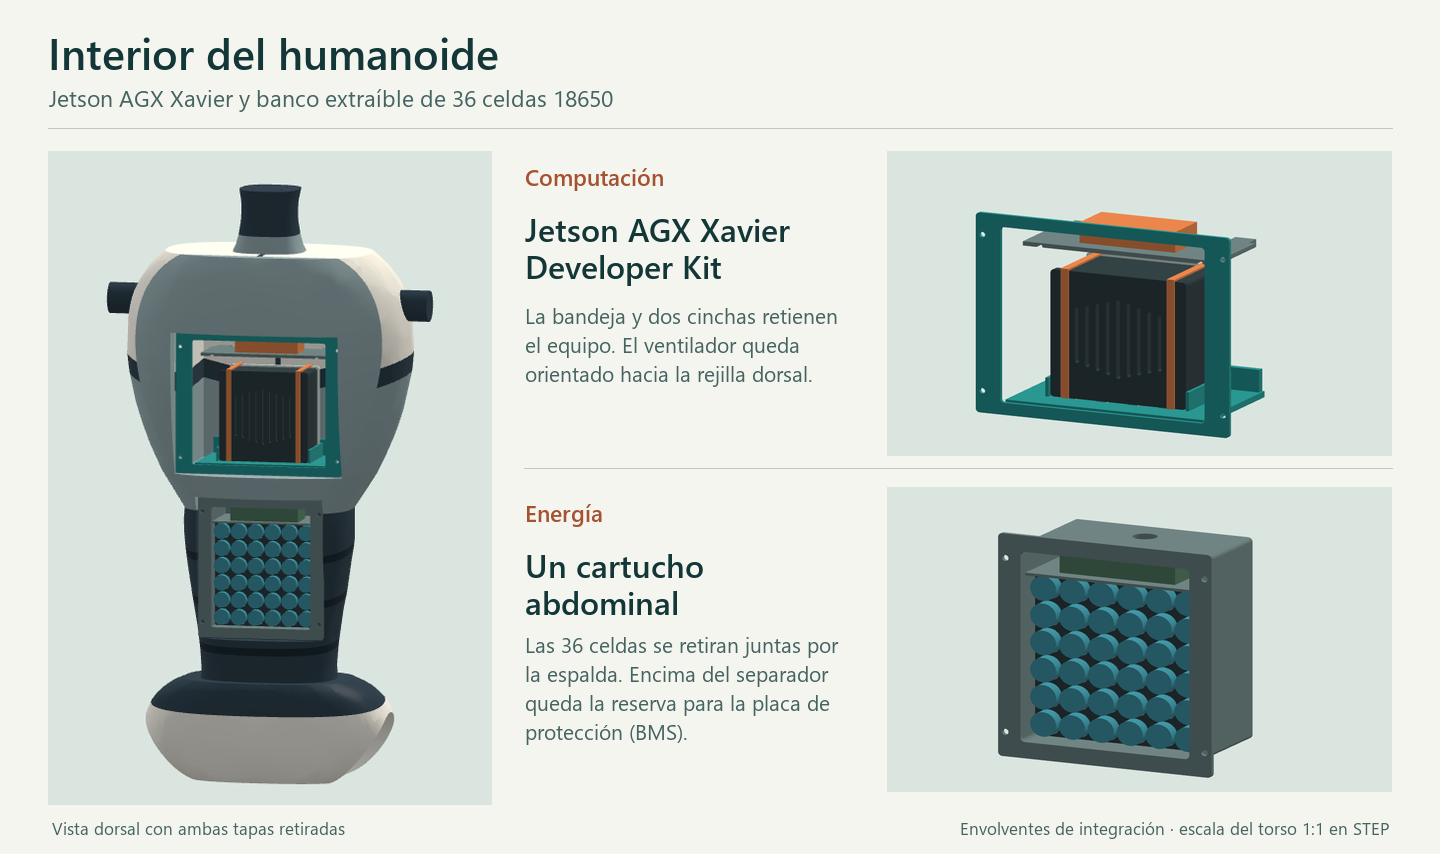 Interior del humanoide
Jetson AGX Xavier y banco extraíble de 36 celdas 18650
Computación
Jetson AGX Xavier
Developer Kit
La bandeja y dos cinchas retienen
el equipo. El ventilador queda
orientado hacia la rejilla dorsal.
Energía
Un cartucho
abdominal
Las 36 celdas se retiran juntas por
la espalda. Encima del separador
queda la reserva para la placa de
protección (BMS).
Vista dorsal con ambas tapas retiradas
Envolventes de integración · escala del torso 1:1 en STEP